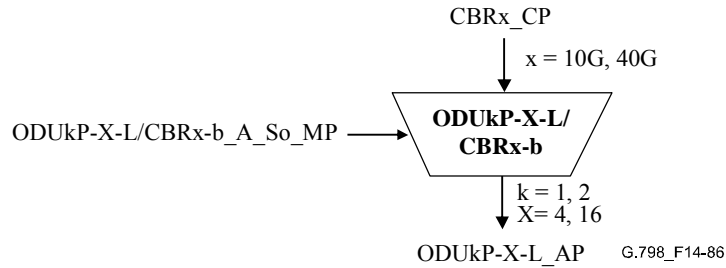 CBRx_CP
x = 10G, 40G
ODUkP-X-L/CBRx-b_A_So_MP
ODUkP-X-L/
CBRx-b
k = 1, 2
X= 4, 16
ODUkP-X-L_AP
G.798_F14-86